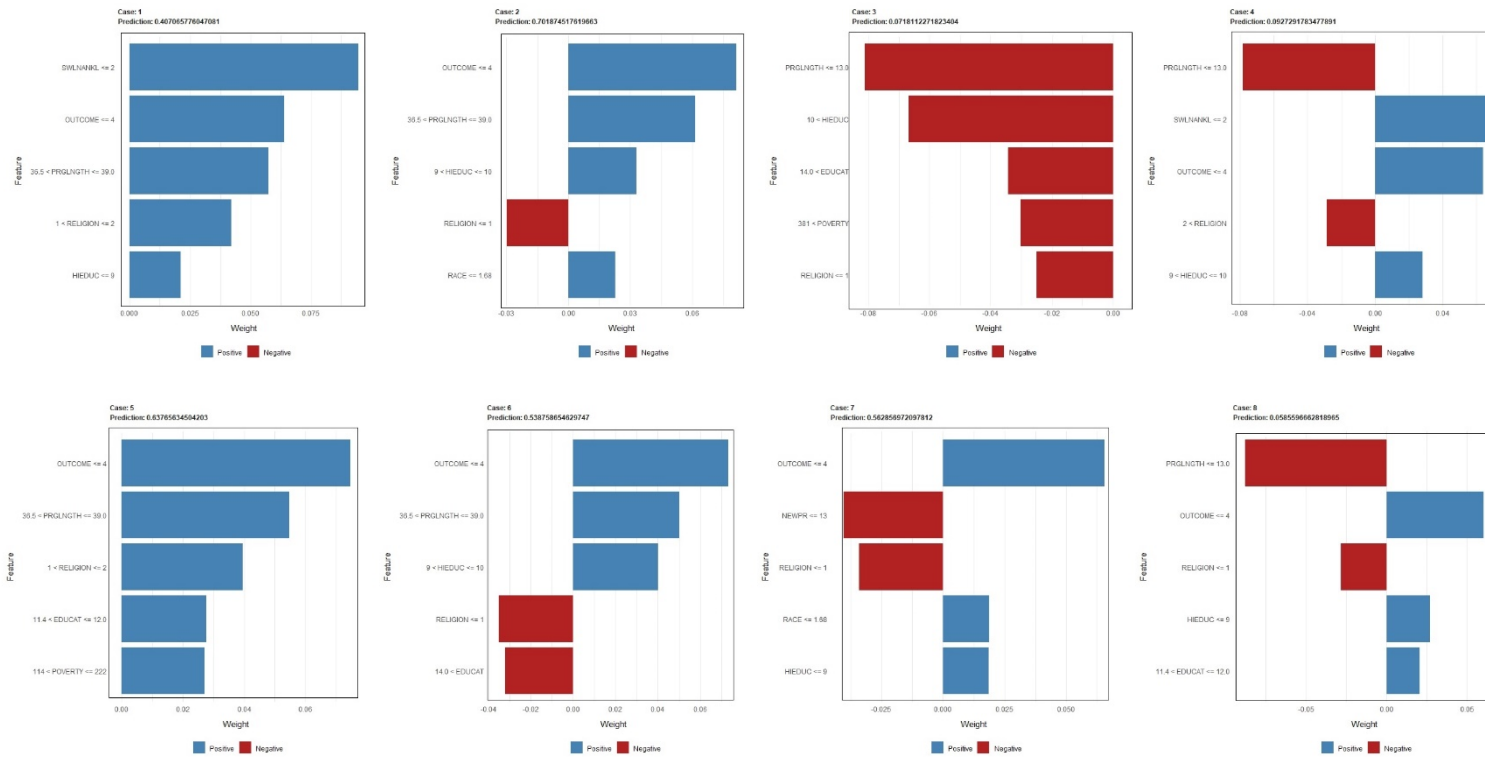 Case: 1
Prediction: 0.407065776047081
SWLNANKL <= 2
OUTCOME <= 4
36.5 < PRGLNGTH <= 39.0
1 < RELIGION <= 2
HIEDUC <= 9
Feature
0.000 0.025 0.050 0.075
Weight
Positive Negative
Case: 2
Prediction: 0.701874517619663
OUTCOME <= 4
36.5 < PRGLNGTH <= 39.0
9 < HIEDUC <= 10
RELIGION <= 1
RACE <= 1.68
Feature
-0.03 0.00 0.03 0.06
Weight
Positive Negative
Case: 3
Prediction: 0.0718112271823404
PRGLNGTH <= 13.0
10 < HIEDUC
14.0 < EDUCAT
381 < POVERTY
RELIGION <= 1
Feature
-0.08 -0.06 -0.04 -0.02 0.00
Weight
Positive Negative
Case: 4
Prediction: 0.0927291783477891
PRGLNGTH <= 13.0
SWLNANKL <= 2
OUTCOME <= 4
2 < RELIGION
9 < HIEDUC <= 10
Feature
-0.08 -0.04 0.00 0.04
Weight
Positive Negative
Case: 5
Prediction: 0.63765634504203
OUTCOME <= 4
36.5 < PRGLNGTH <= 39.0
1 < RELIGION <= 2
11.4 < EDUCAT <= 12.0
114 < POVERTY <= 222
Feature
0.00 0.02 0.04 0.06
Weight
Positive Negative
Case: 6
Prediction: 0.538758654629747
OUTCOME <= 4
36.5 < PRGLNGTH <= 39.0
9 < HIEDUC <= 10
RELIGION <= 1
14.0 < EDUCAT
Feature
-0.04 -0.02 0.00 0.02 0.04 0.06
Weight
Positive Negative
Case: 7
Prediction: 0.562856972097812
OUTCOME <= 4
NEWPR <= 13
RELIGION <= 1
RACE <= 1.68
HIEDUC <= 9
Feature
-0.025 0.000 0.025 0.050
Weight
Positive Negative
Case: 8
Prediction: 0.0585596662818965
PRGLNGTH <= 13.0
OUTCOME <= 4
RELIGION <= 1
HIEDUC <= 9
11.4 < EDUCAT <= 12.0
Feature
-0.05 0.00 0.05
Weight
Positive Negative